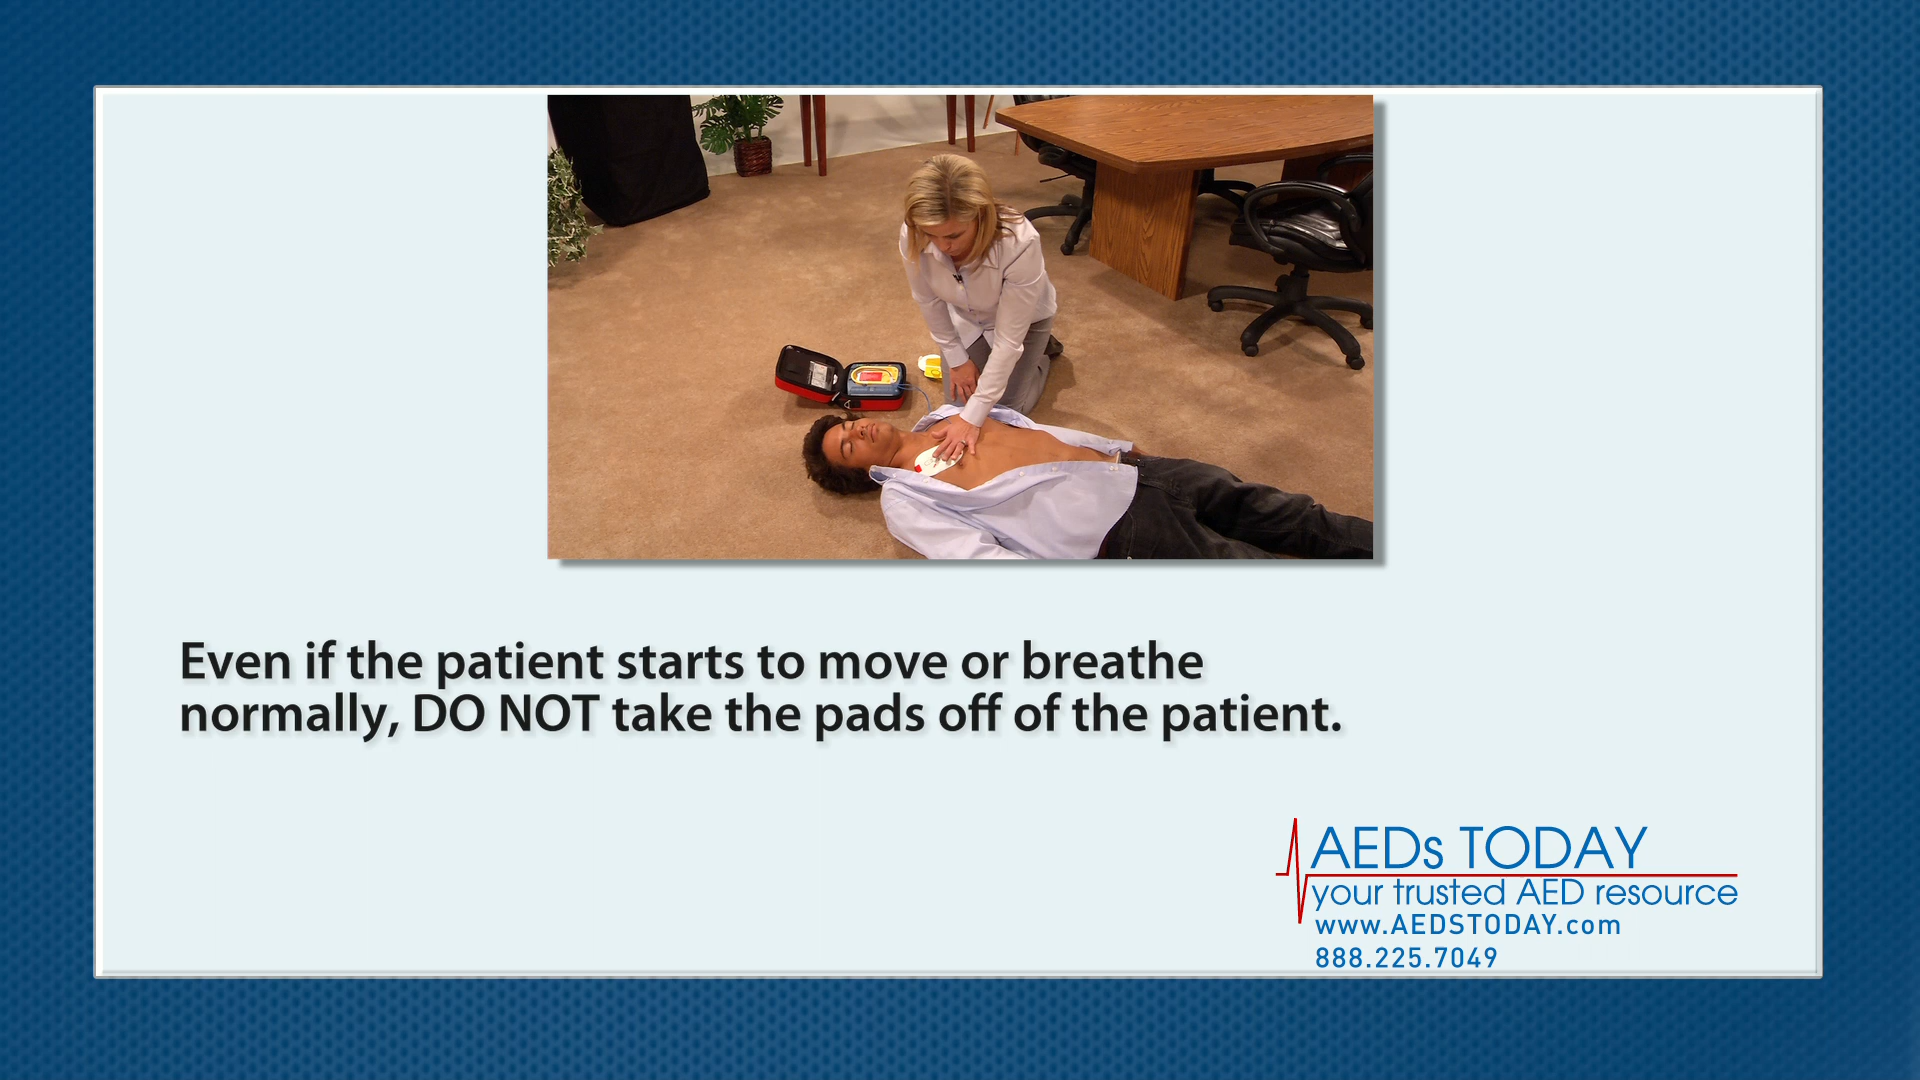 Even if the patient starts to move or breathe
normally, DO NOT take the pads off of the patient.
AEDs TODAY
your trusted AED resource
www.AEDSTODAY.com
888.225.7049